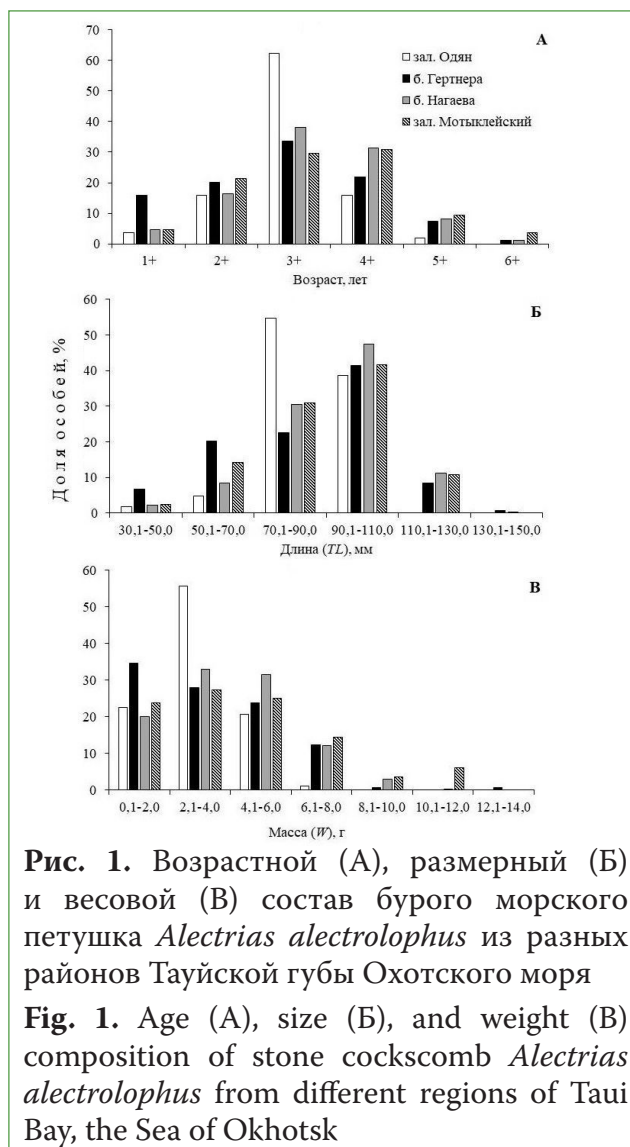 А
70
60
50
40
30
20
10
0
зал. Одян
б. Гертнера
б. Нагаева
зал. Мотыклейский
1+ 2+ 3+ 4+ 5+ 6+
Возраст, лет
Доля особей, %
Б
60
50
40
30
20
10
0
30,1-50,0 50,1-70,0 70,1-90,0 90,1-110,0 110,1-130,0 130,1-150,0
Длина (TL), мм
В
60
50
40
30
20
10
0
0,1-2,0 2,1-4,0 4,1-6,0 6,1-8,0 8,1-10,0 10,1-12,0 12,1-14,0
Масса (W), г
Рис. 1. Возрастной (А), размерный (Б)
и весовой (В) состав бурого морского
петушка Alectrias alectrolophus из разных
районов Тауйской губы Охотского моря
Fig. 1. Age (А), size (Б), and weight (В)
composition of stone cockscomb Alectrias
alectrolophus from different regions of Taui
Bay, the Sea of Okhotsk